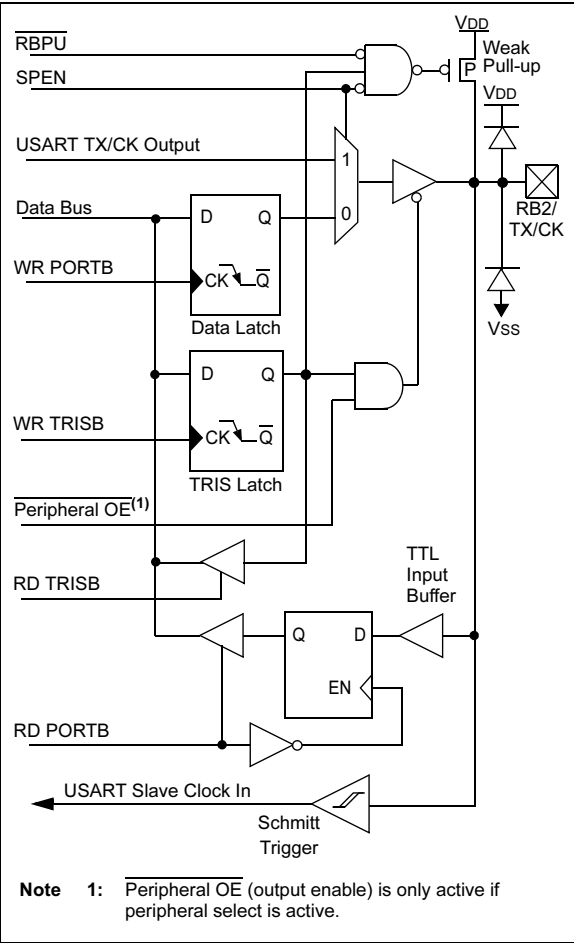 VDD
RBPU
Weak
Pull-up
P
SPEN
VDD
USART TX/CK Output
1
Data Bus
D Q
0
RB2/
TX/CK
WR PORTB
CK Q
Data Latch
VSS
D Q
WR TRISB
CK Q
TRIS Latch
Peripheral OE(1)
TTL
Input
Buffer
RD TRISB
Q D
EN
RD PORTB
USART Slave Clock In
Schmitt
Trigger
Note 1: Peripheral OE (output enable) is only active if
peripheral select is active.